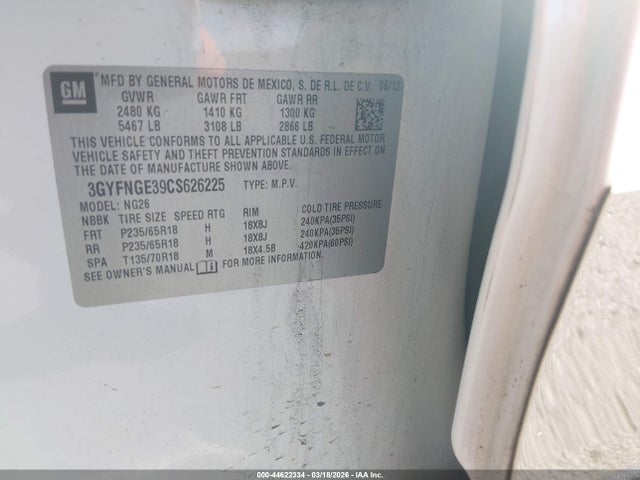 GM
MFD BY GENERAL MOTORS DE MEXICO, S. DE R.L. DE C.V. 06/12
GVWR GAWR FRT GAWR RR
2480 KG 1410 KG 1300 KG
5467 LB 3108 LB 2866 LB
THIS VEHICLE CONFORMS TO ALL APPLICABLE U.S. FEDERAL MOTOR
VEHICLE SAFETY AND THEFT PREVENTION STANDARDS IN EFFECT ON
THE DATE OF MANUFACTURE SHOWN ABOVE.
3GYFNGE39CS626225 TYPE: M.P.V.
MODEL: NG26
NBBK TIRE SIZE SPEED RTG RIM COLD TIRE PRESSURE
FRT P235/65R18 H 18X8J 240KPA(35PSI)
RR P235/65R18 H 18X8J 240KPA(35PSI)
SPA T135/70R18 M 18X4.5B 420KPA(60PSI)
SEE OWNER'S MANUAL FOR MORE INFORMATION.
000-44622334 | 03/18/2026 - IAA.com